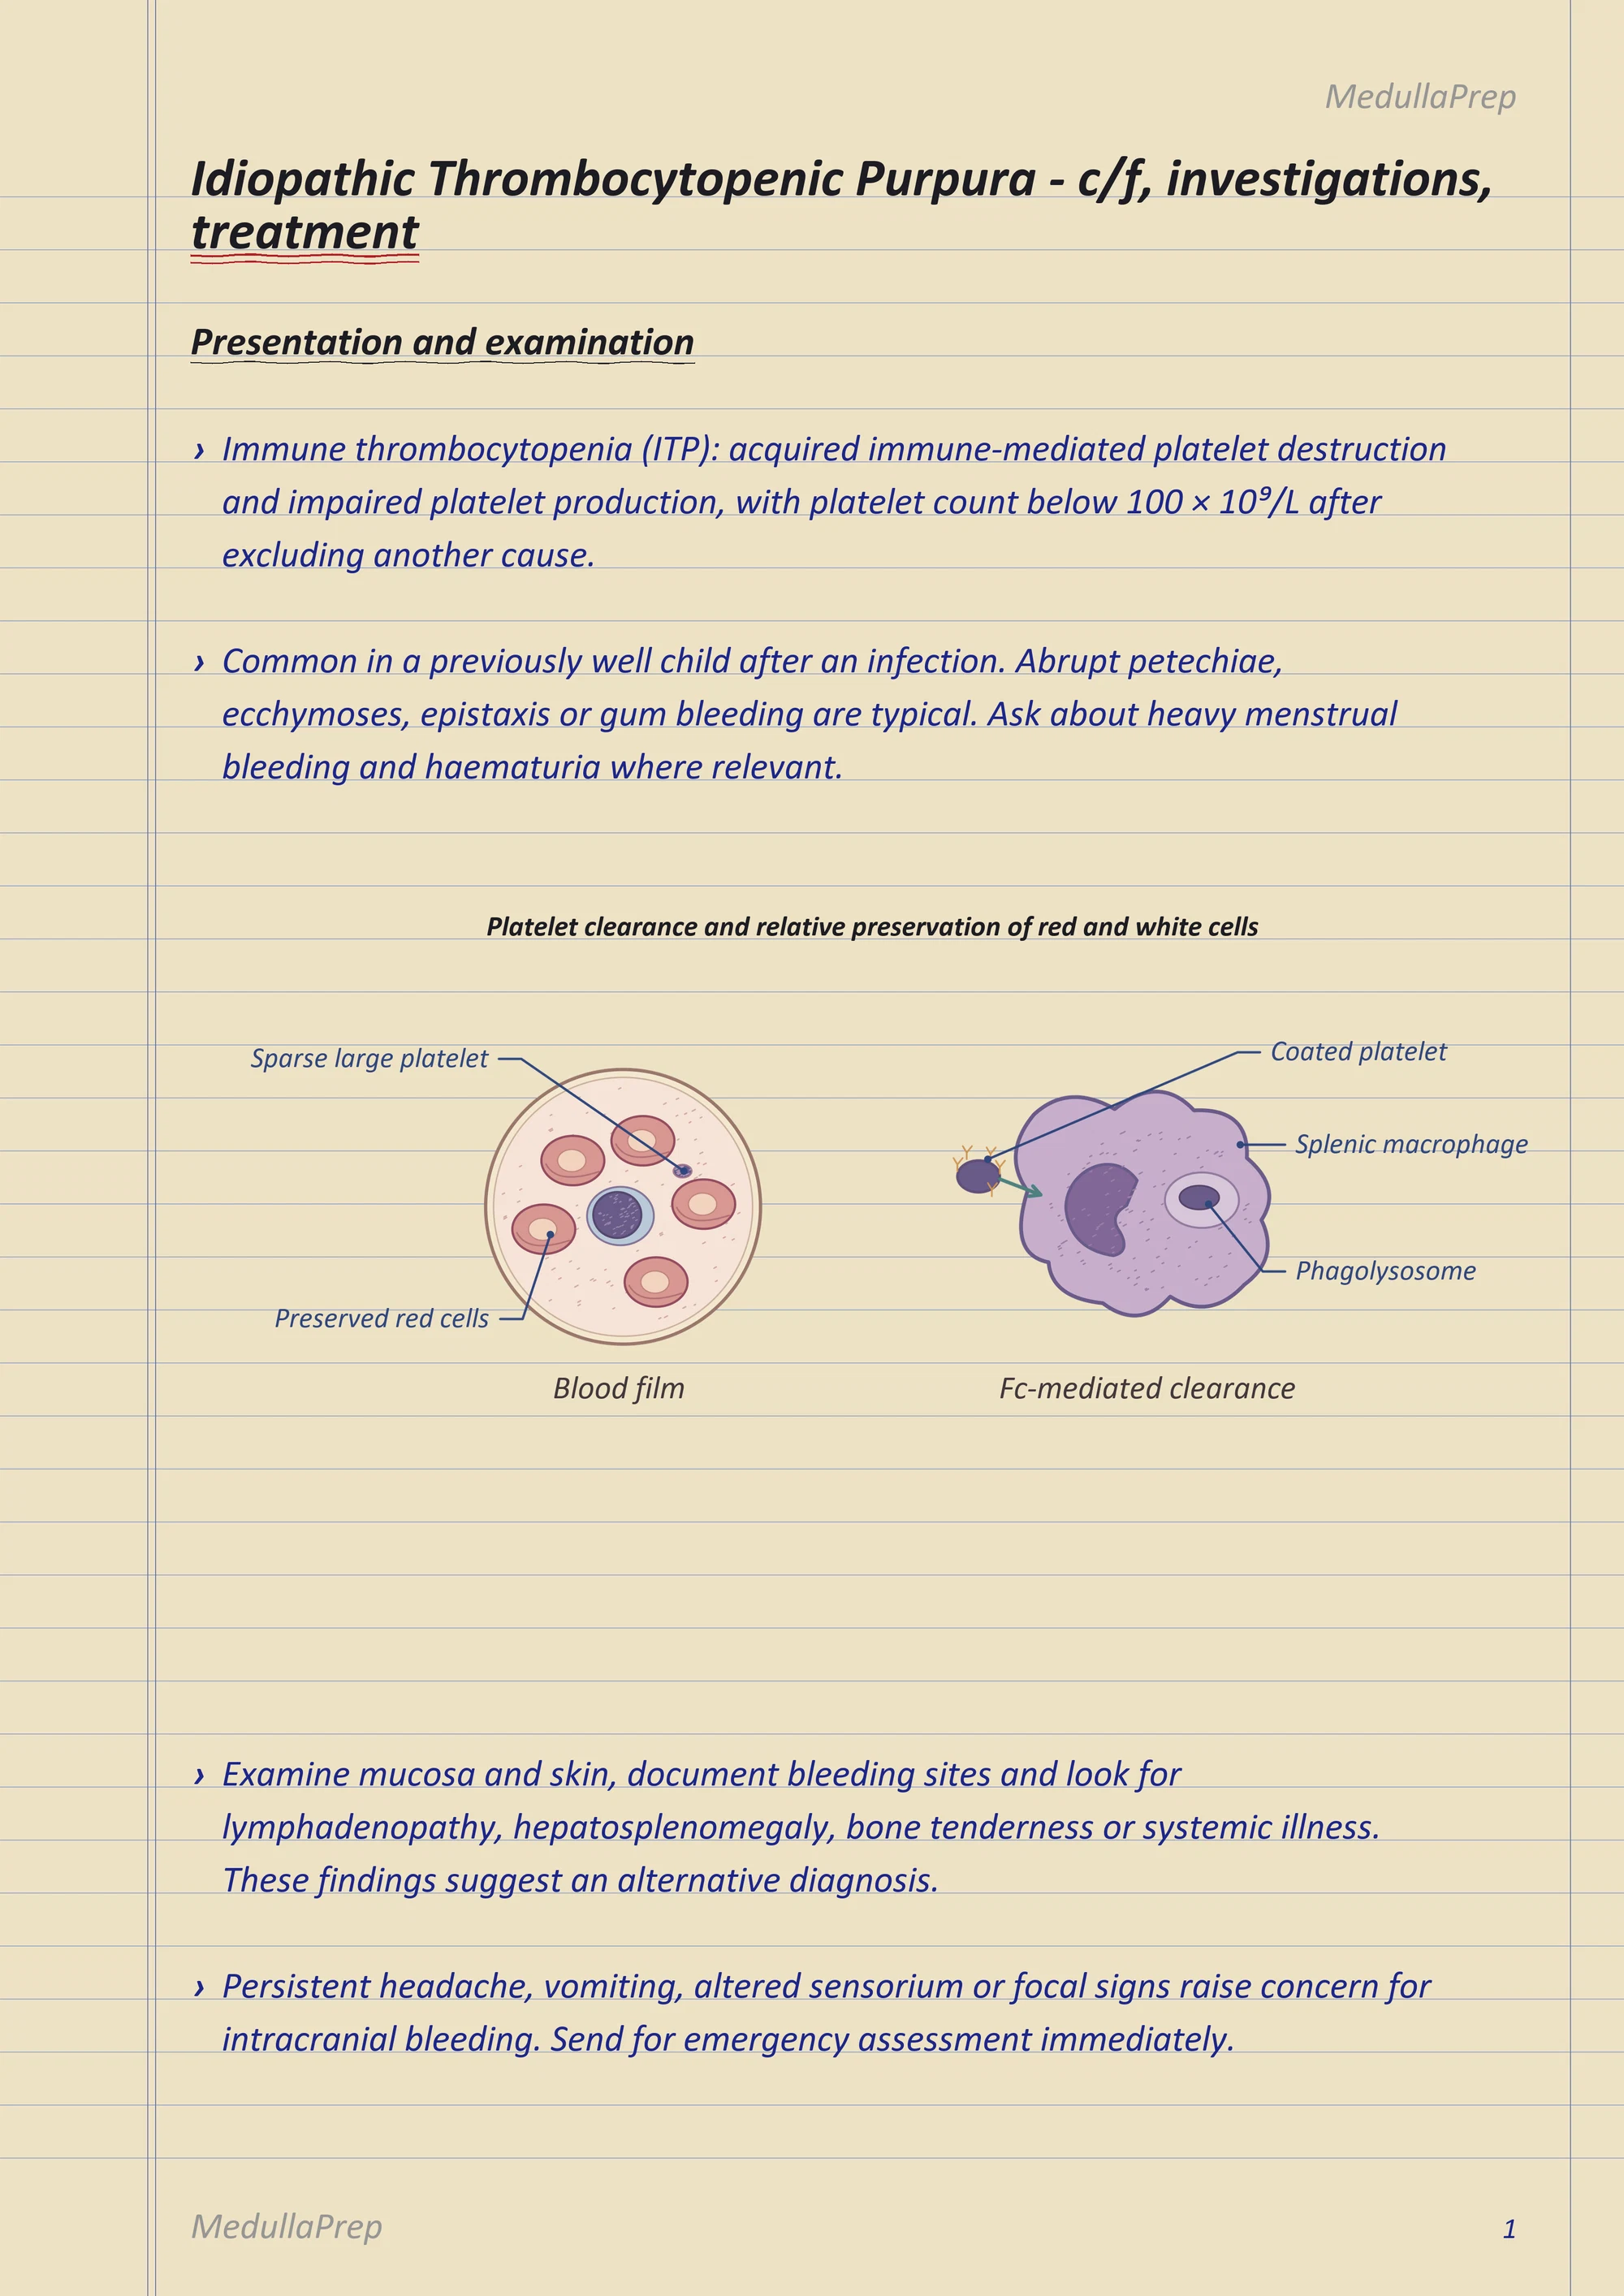 MedullaPrep
Idiopathic Thrombocytopenic Purpura - c/f, investigations,
treatment
Presentation and examination
› Immune thrombocytopenia (ITP): acquired immune-mediated platelet destruction
and impaired platelet production, with platelet count below 100 × 10⁹/L after
excluding another cause.
› Common in a previously well child after an infection. Abrupt petechiae,
ecchymoses, epistaxis or gum bleeding are typical. Ask about heavy menstrual
bleeding and haematuria where relevant.
Platelet clearance and relative preservation of red and white cells
Sparse large platelet
Preserved red cells
Blood film
Coated platelet
Splenic macrophage
Phagolysosome
Fc-mediated clearance
› Examine mucosa and skin, document bleeding sites and look for
lymphadenopathy, hepatosplenomegaly, bone tenderness or systemic illness.
These findings suggest an alternative diagnosis.
› Persistent headache, vomiting, altered sensorium or focal signs raise concern for
intracranial bleeding. Send for emergency assessment immediately.
MedullaPrep
1